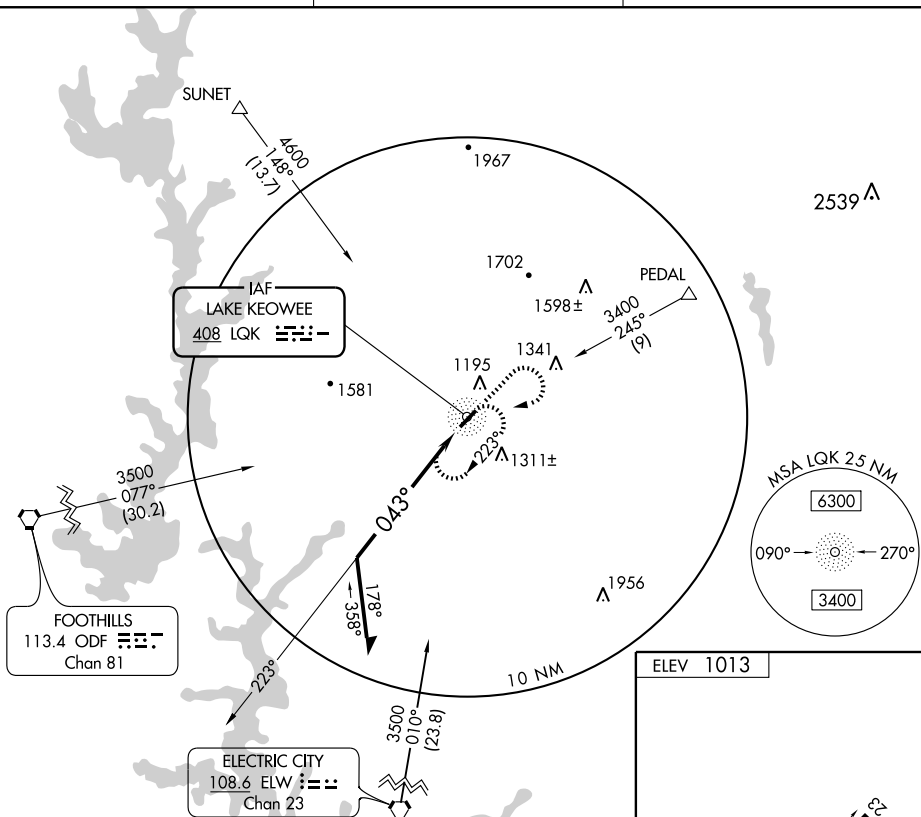 SUNET
4600
148°
(13.7)
1967
2539
1702
1598±
PEDAL
3400
245°
(9)
IAF
LAKE KEOWEE
408 LQK
1195
1341
1581
223°
1311±
3500
077°
(30.2)
043°
MSA LQK 25 NM
6300
090°
270°
3400
178°
358°
1956
FOOTHILLS
113.4 ODF
Chan 81
223°
10 NM
ELEV 1013
3500
010°
(23.8)
ELECTRIC CITY
108.6 ELW
Chan 23
23